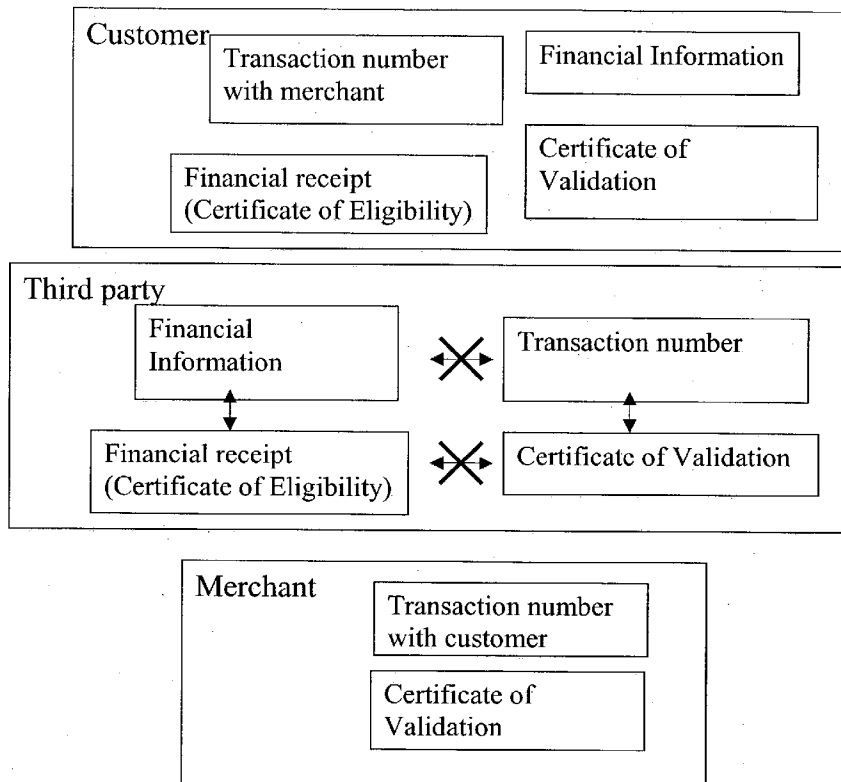 Customer
Transaction number
with merchant
Financial Information
Financial receipt
(Certificate of Eligibility)
Certificate of
Validation
Third party
Financial
Information
Transaction number
Financial receipt
(Certificate of Eligibility)
Certificate of Validation
Merchant
Transaction number
with customer
Certificate of
Validation